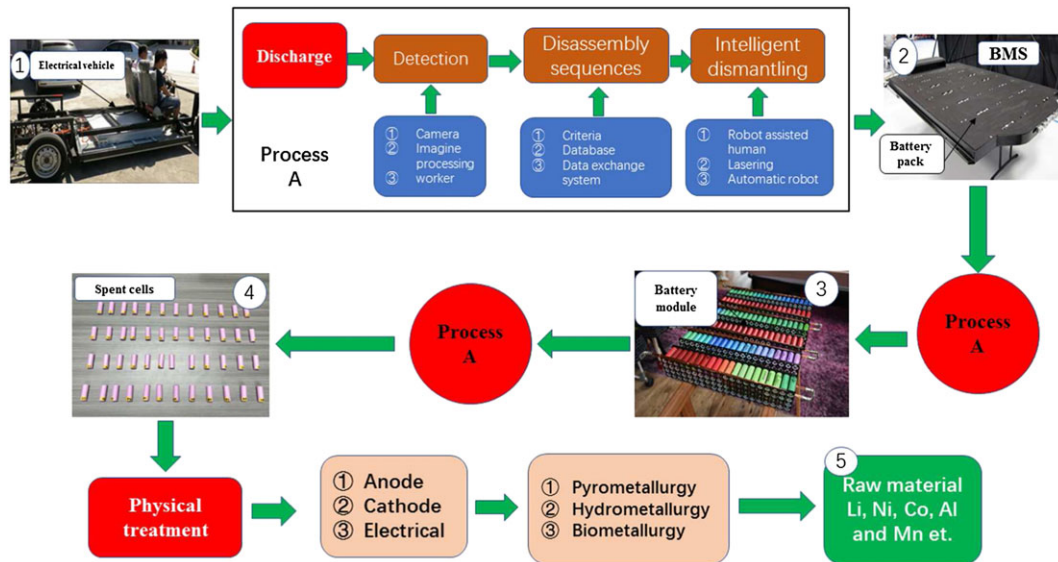 ① Electrical vehicle
Discharge
Detection
Disassembly
sequences
Intelligent
dismantling
Process
A
① Camera
② Imagine
processing
③ worker
① Criteria
② Database
③ Data exchange
system
① Robot assisted
human
② Lasering
③ Automatic robot
② BMS
Battery
pack
Process
A
Battery
module
③
Process
A
Spent cells
④
Physical
treatment
① Anode
② Cathode
③ Electrical
① Pyrometallurgy
② Hydrometallurgy
③ Biometallurgy
⑤
Raw material
Li, Ni, Co, Al
and Mn et.